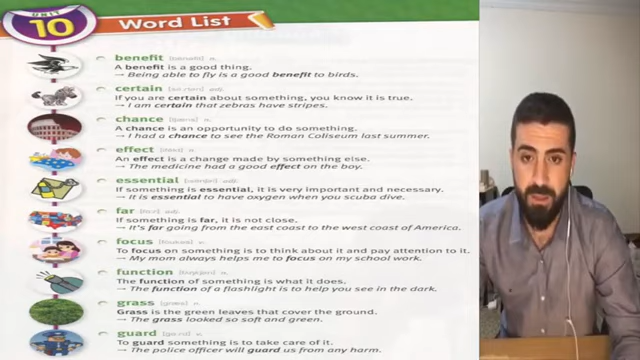 UNIT
10 Word List
benefit n.
A benefit is a good thing.
→ Being able to fly is a good benefit to birds.
certain adj.
If you are certain about something, you know it is true.
→ I am certain that zebras have stripes.
chance n.
A chance is an opportunity to do something.
→ I had a chance to see the Roman Coliseum last summer.
effect n.
An effect is a change made by something else.
→ The medicine had a good effect on the boy.
essential adj.
If something is essential, it is very important and necessary.
→ It is essential to have oxygen when you scuba dive.
far adj.
If something is far, it is not close.
→ It's far going from the east coast to the west coast of America.
focus v.
To focus on something is to think about it and pay attention to it.
→ My mom always helps me to focus on my school work.
function n.
The function of something is what it does.
→ The function of a flashlight is to help you see in the dark.
grass n.
Grass is the green leaves that cover the ground.
→ The grass looked so soft and green.
guard v.
To guard something is to take care of it.
→ The police officer will guard us from any harm.